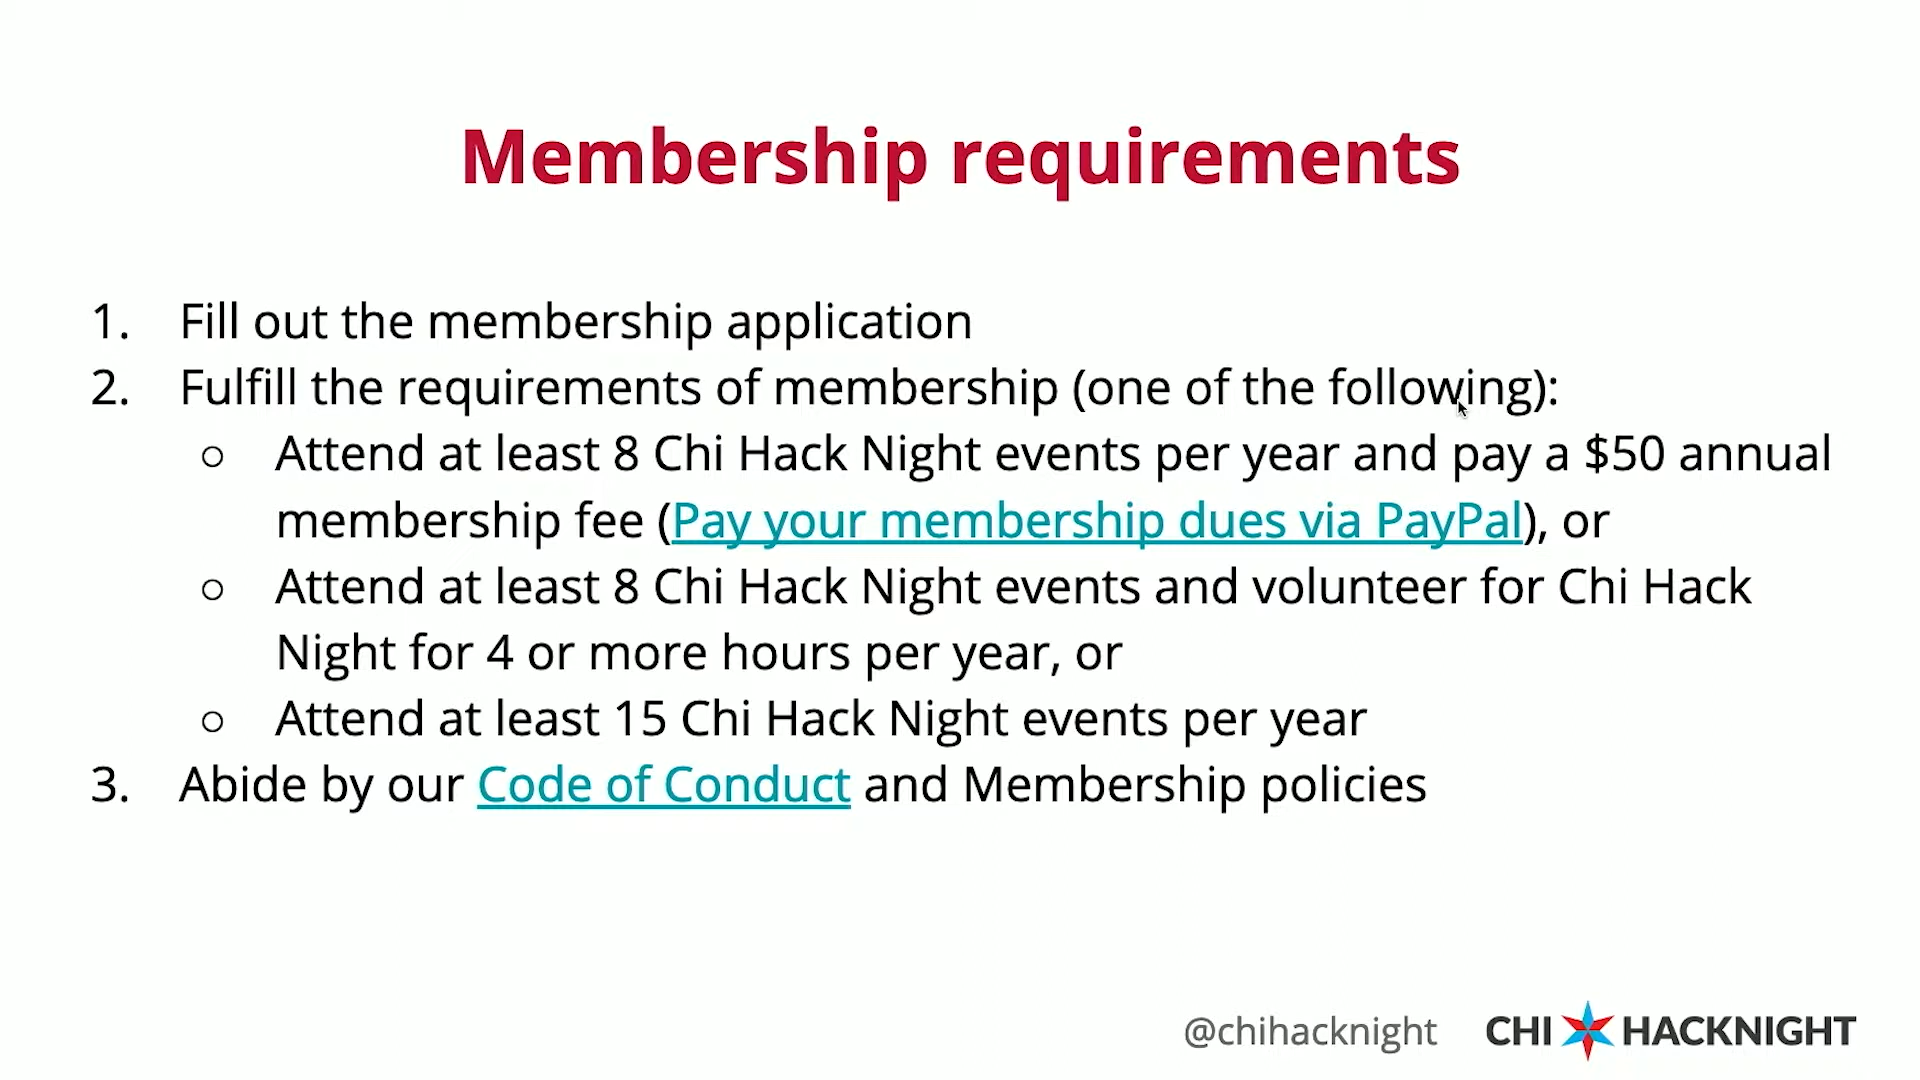 Membership requirements
1. Fill out the membership application
2. Fulfill the requirements of membership (one of the following):
○ Attend at least 8 Chi Hack Night events per year and pay a $50 annual
membership fee (Pay your membership dues via PayPal), or
○ Attend at least 8 Chi Hack Night events and volunteer for Chi Hack
Night for 4 or more hours per year, or
○ Attend at least 15 Chi Hack Night events per year
3. Abide by our Code of Conduct and Membership policies
@chihacknight CHI HACKNIGHT